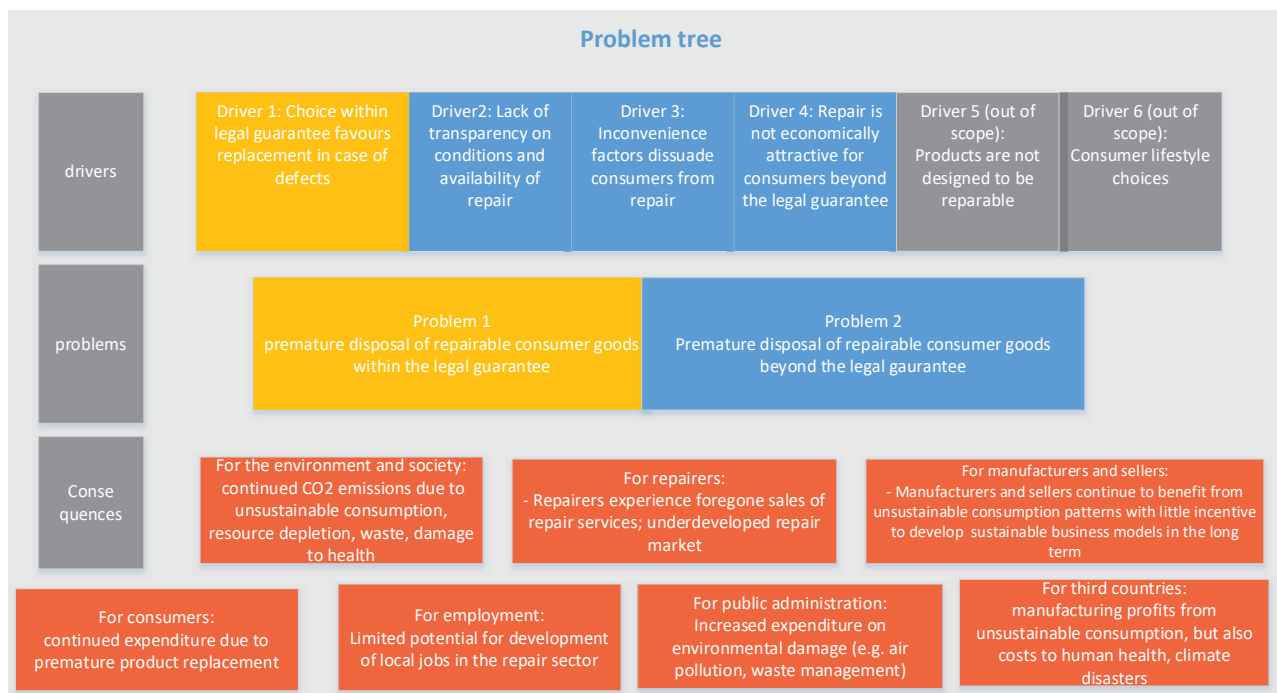 Problem tree
drivers
Driver 1: Choice within
legal guarantee favours
replacement in case of
defects
Driver2: Lack of
transparency on
conditions and
availability of
repair
Driver 3:
Inconvenience
factors dissuade
consumers from
repair
Driver 4: Repair is
not economically
attractive for
consumers beyond
the legal guarantee
Driver 5 (out of
scope):
Products are not
designed to be
reparable
Driver 6 (out of
scope):
Consumer lifestyle
choices
problems
Problem 1
premature disposal of repairable consumer goods
within the legal guarantee
Problem 2
Premature disposal of repairable consumer goods
beyond the legal gaurantee
Conse
quences
For the environment and society:
continued CO2 emissions due to
unsustainable consumption,
resource depletion, waste, damage
to health
For repairers:
- Repairers experience foregone sales of
repair services; underdeveloped repair
market
For manufacturers and sellers:
- Manufacturers and sellers continue to benefit from
unsustainable consumption patterns with little incentive
to develop sustainable business models in the long
term
For consumers:
continued expenditure due to
premature product replacement
For employment:
Limited potential for development
of local jobs in the repair sector
For public administration:
Increased expenditure on
environmental damage (e.g. air
pollution, waste management)
For third countries:
manufacturing profits from
unsustainable consumption, but also
costs to human health, climate
disasters